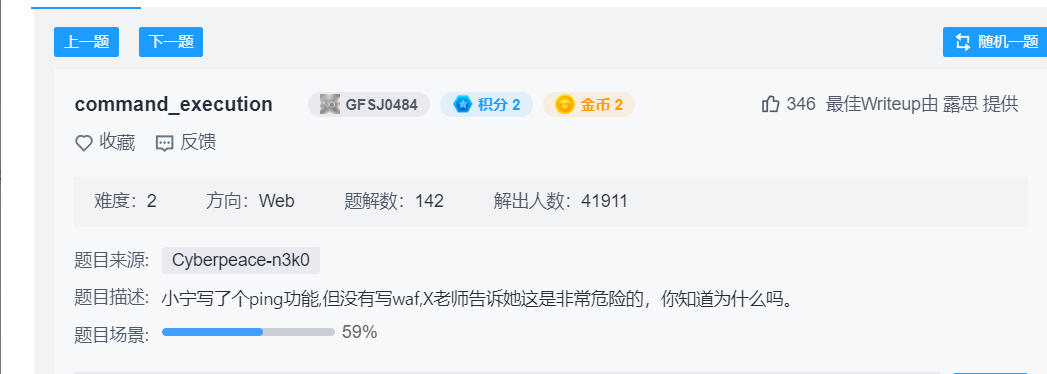 上一题 下一题 随机一题
command_execution GFSJ0484 积分 2 金币 2 346 最佳Writeup由 露思 提供
收藏 反馈
难度：2 方向：Web 题解数：142 解出人数：41911
题目来源: Cyberpeace-n3k0
题目描述: 小宁写了个ping功能,但没有写waf,X老师告诉她这是非常危险的，你知道为什么吗。
题目场景: 59%